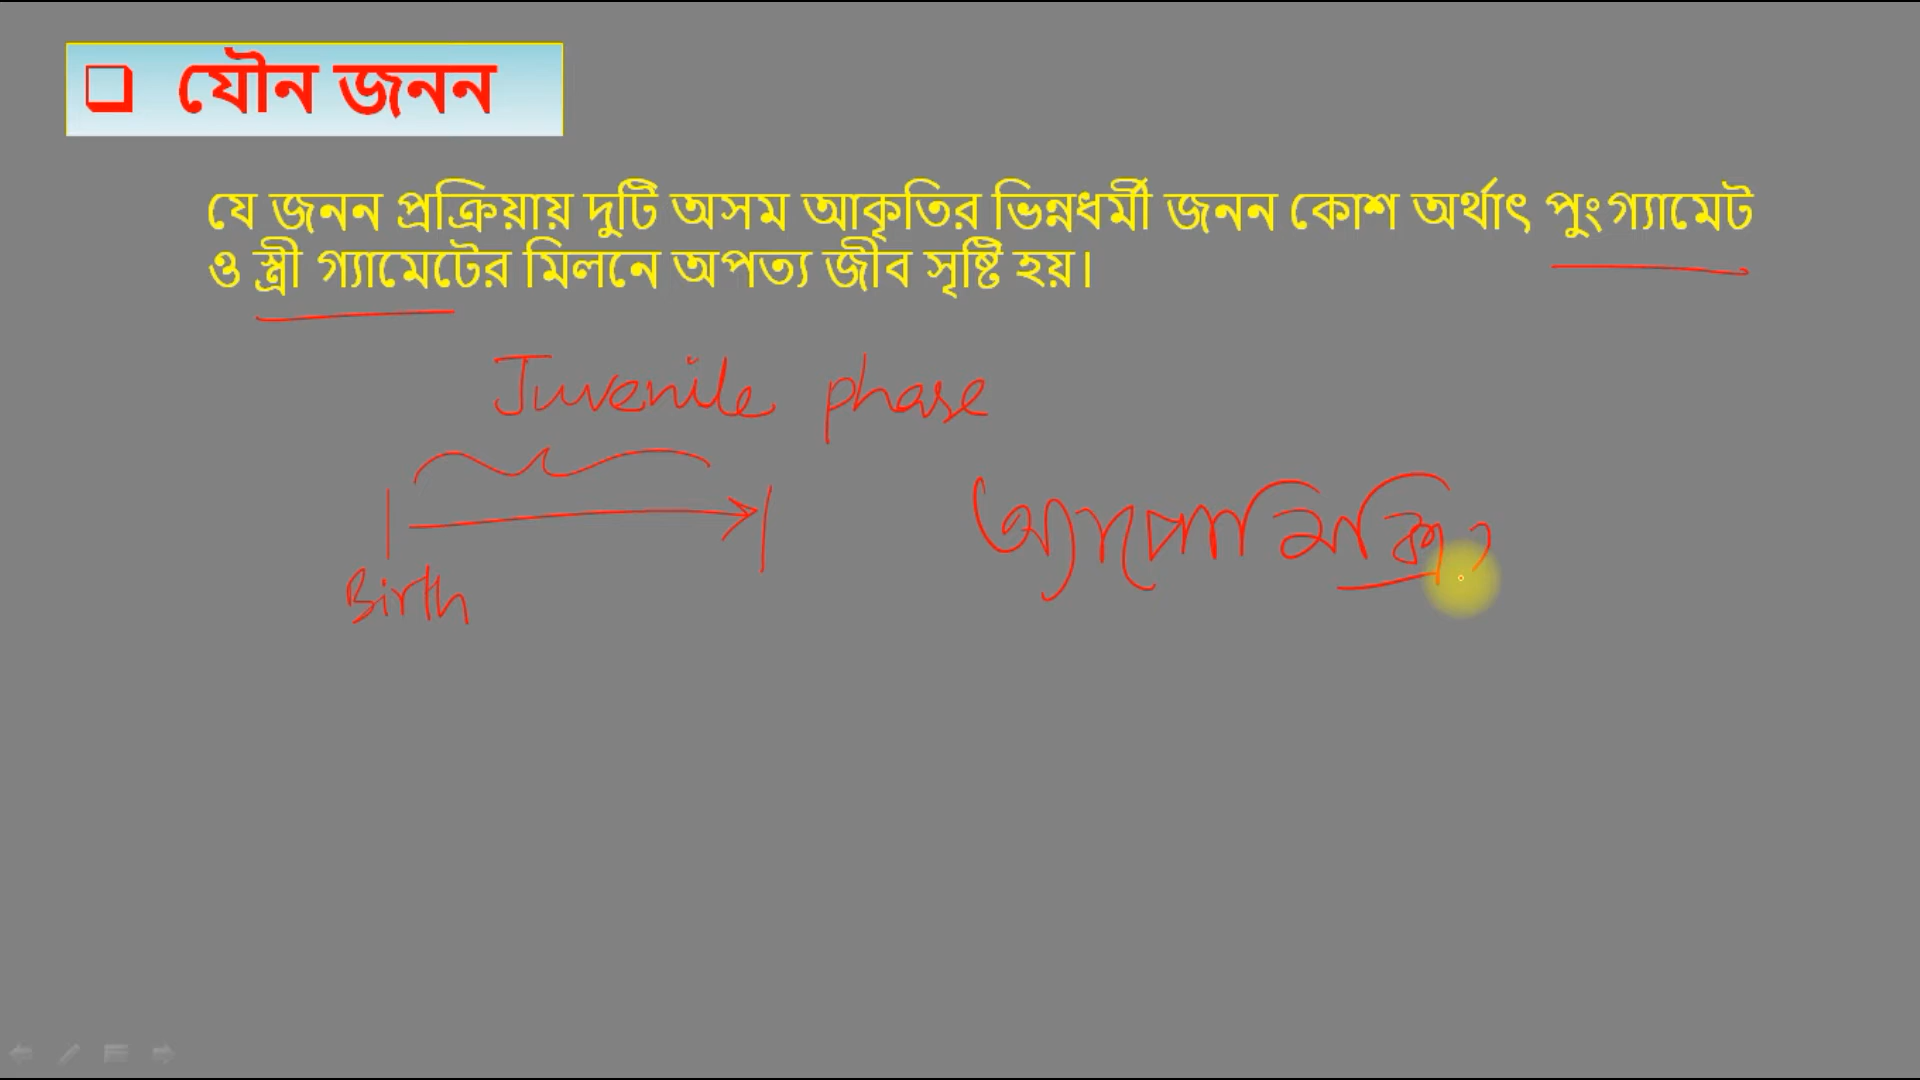 যৌন জনন
যে জনন প্রক্রিয়ায় দুটি অসম আকৃতির ভিন্নধর্মী জনন কোশ অর্থাৎ পুংগ্যামেট
ও স্ত্রী গ্যামেটের মিলনে অপত্য জীব সৃষ্টি হয়।
Juvenile phase
Birth